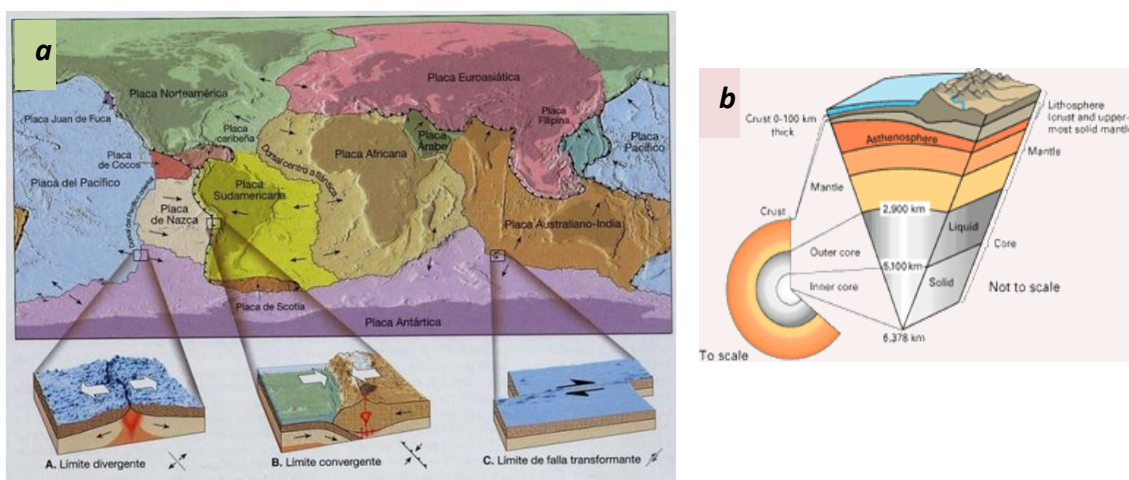 a
Placa Norteamérica
Placa Euroasiática
Placa Juan de Fuca
Placa
caribeña
Placa
Filipina
Placa
Árabe
Placa
Pacífico
Placa
de Cocos
Placa Africana
Dorsal centro atlántica
Placa del Pacífico
Placa
Sudamericana
Placa
de Nazca
Placa Australiano-India
Placa de Scotia
Placa Antártica
A. Límite divergente
B. Límite convergente
C. Límite de falla transformante
b
Crust 0-100 km
thick
Lithosphere
(crust and upper-
most solid mantle
Asthenosphere
Mantle
Mantle
Crust
2,900 km
Liquid
Core
Outer core
5,100 km
Inner core
Solid
Not to scale
6,378 km
To scale